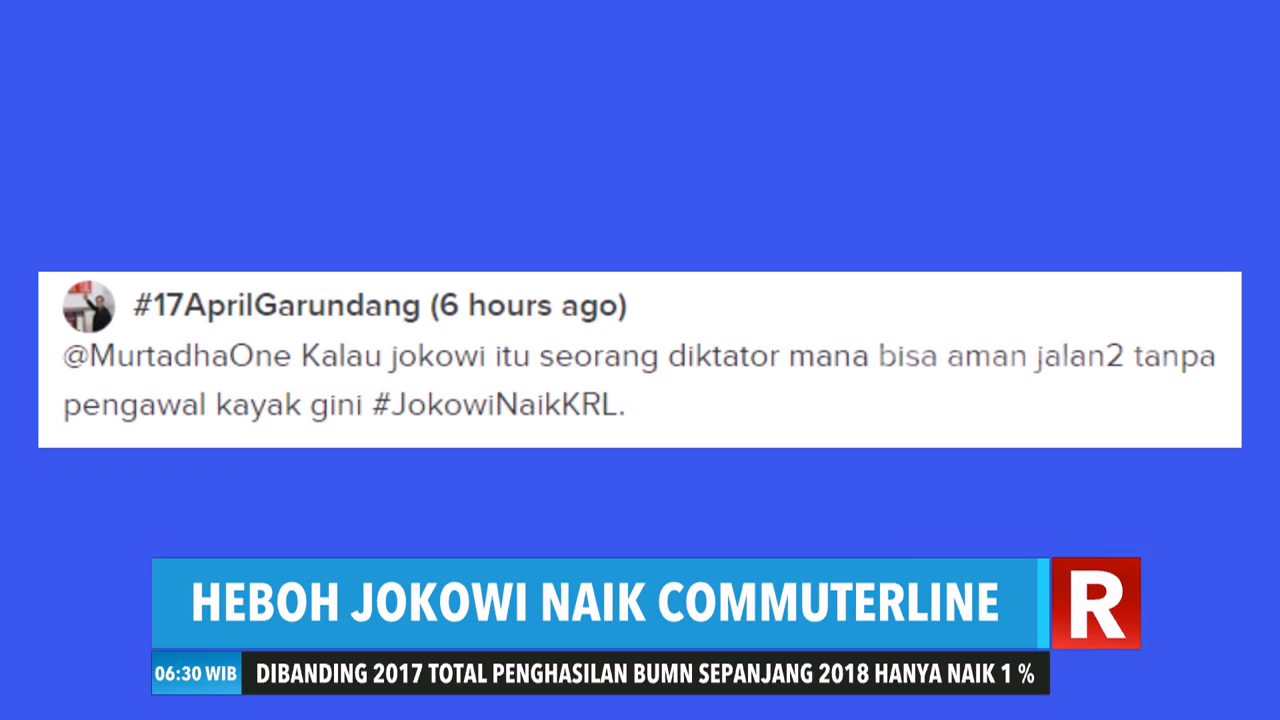 #17AprilGarundang (6 hours ago)
@MurtadhaOne Kalau jokowi itu seorang diktator mana bisa aman jalan2 tanpa
pengawal kayak gini #JokowiNaikKRL.
HEBOH JOKOWI NAIK COMMUTERLINE
R
06:30 WIB DIBANDING 2017 TOTAL PENGHASILAN BUMN SEPANJANG 2018 HANYA NAIK 1 %